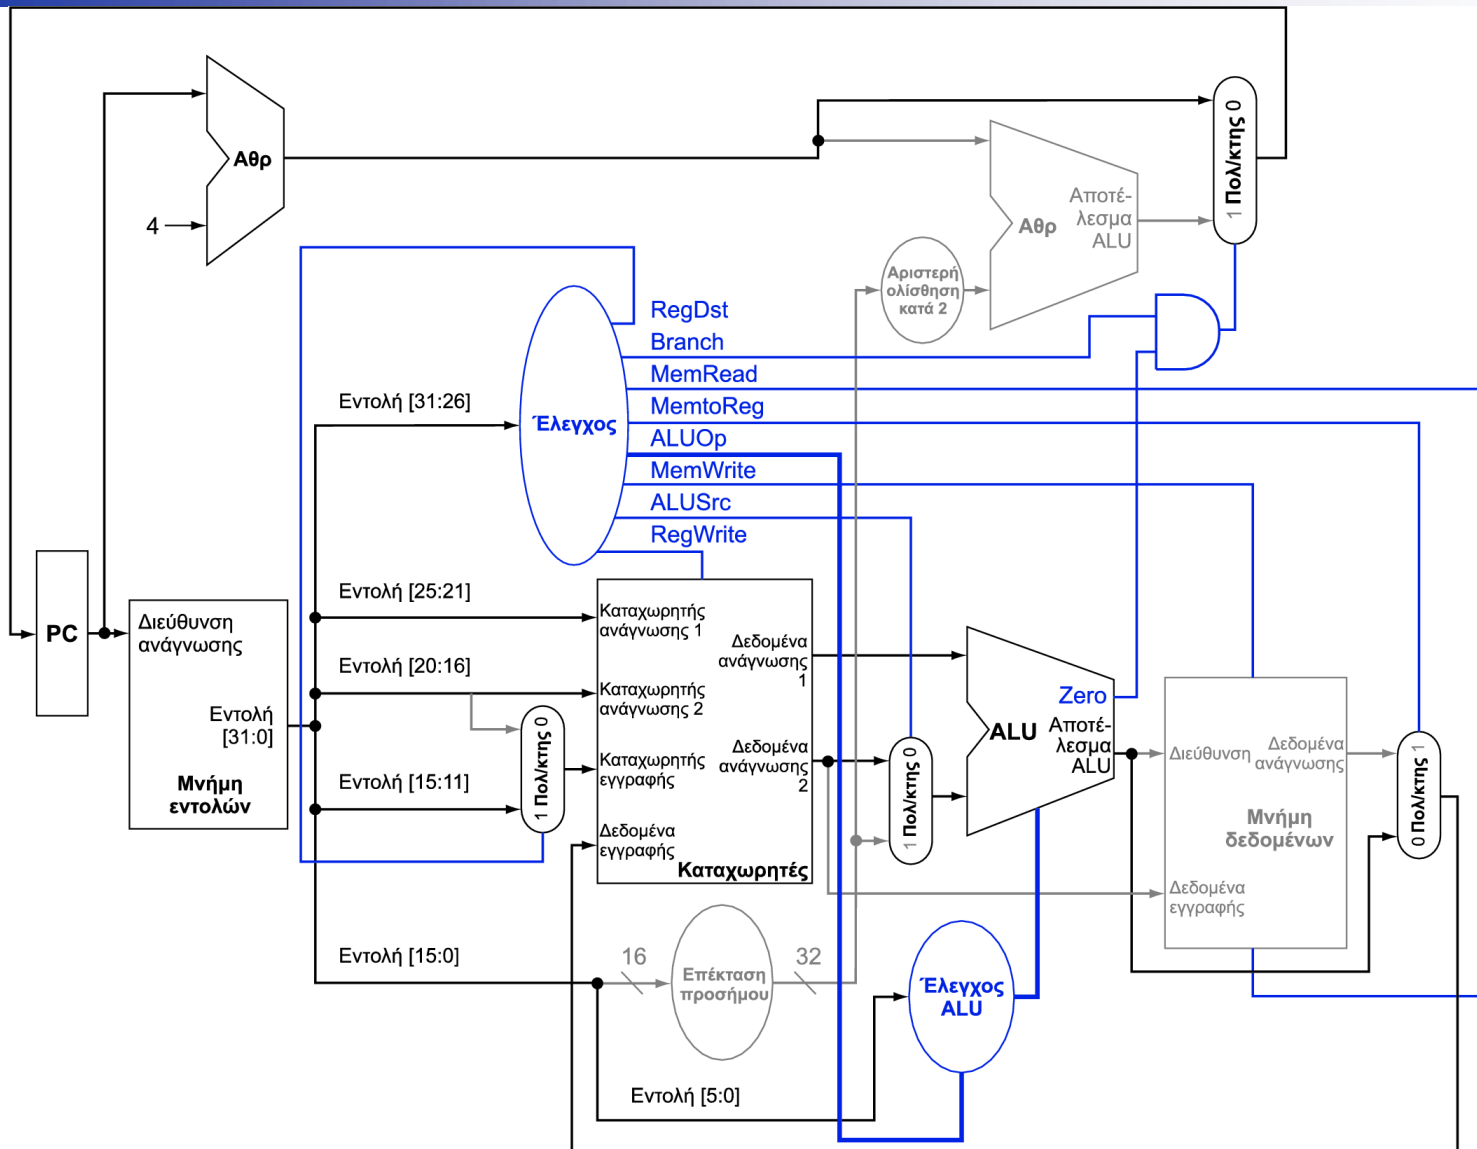 Αθρ
4
0
Πολ/κτης
1
Αποτέ-
λεσμα
ALU
Αθρ
Αριστερή
ολίσθηση
κατά 2
RegDst
Branch
MemRead
MemtoReg
ALUOp
MemWrite
ALUSrc
RegWrite
Έλεγχος
Εντολή [31:26]
Εντολή [25:21]
Εντολή [20:16]
Εντολή [15:11]
Εντολή [15:0]
PC
Διεύθυνση
ανάγνωσης
Εντολή
[31:0]
Μνήμη
εντολών
1 Πολ/κτης 0
Καταχωρητής
ανάγνωσης 1
Καταχωρητής
ανάγνωσης 2
Καταχωρητής
εγγραφής
Δεδομένα
εγγραφής
Δεδομένα
ανάγνωσης
1
Δεδομένα
ανάγνωσης
2
Καταχωρητές
1 Πολ/κτης 0
Zero
ALU
Αποτέ-
λεσμα
ALU
Διεύθυνση
Δεδομένα
ανάγνωσης
Μνήμη
δεδομένων
Δεδομένα
εγγραφής
0 Πολ/κτης 1
16
Επέκταση
προσήμου
32
Έλεγχος
ALU
Εντολή [5:0]